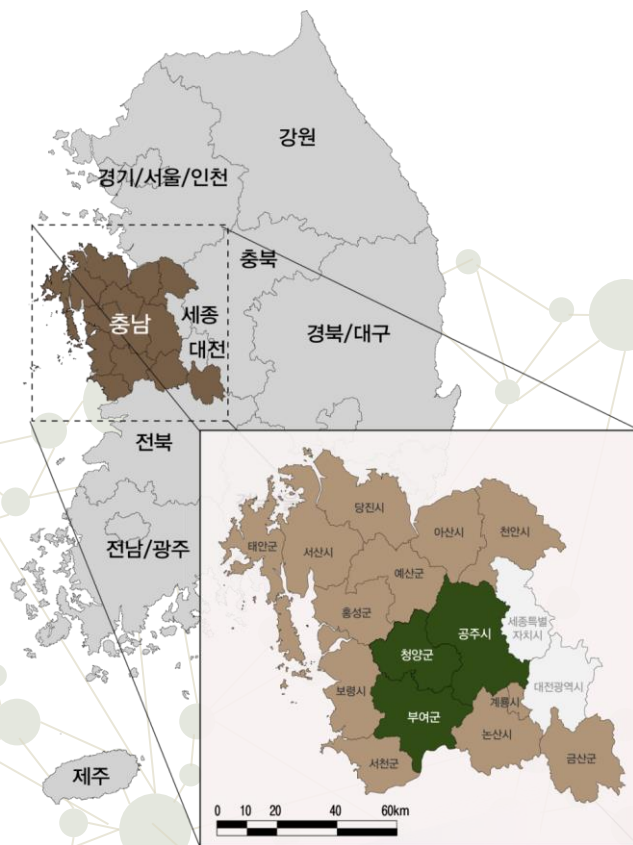 강원
경기/서울/인천
충북
충남
세종
대전
경북/대구
전북
전남/광주
제주
당진시
아산시
천안시
태안군
서산시
예산군
홍성군
공주시
세종특별
자치시
청양군
대전광역시
보령시
부여군
계룡시
논산시
서천군
금산군
0 10 20 40 60km